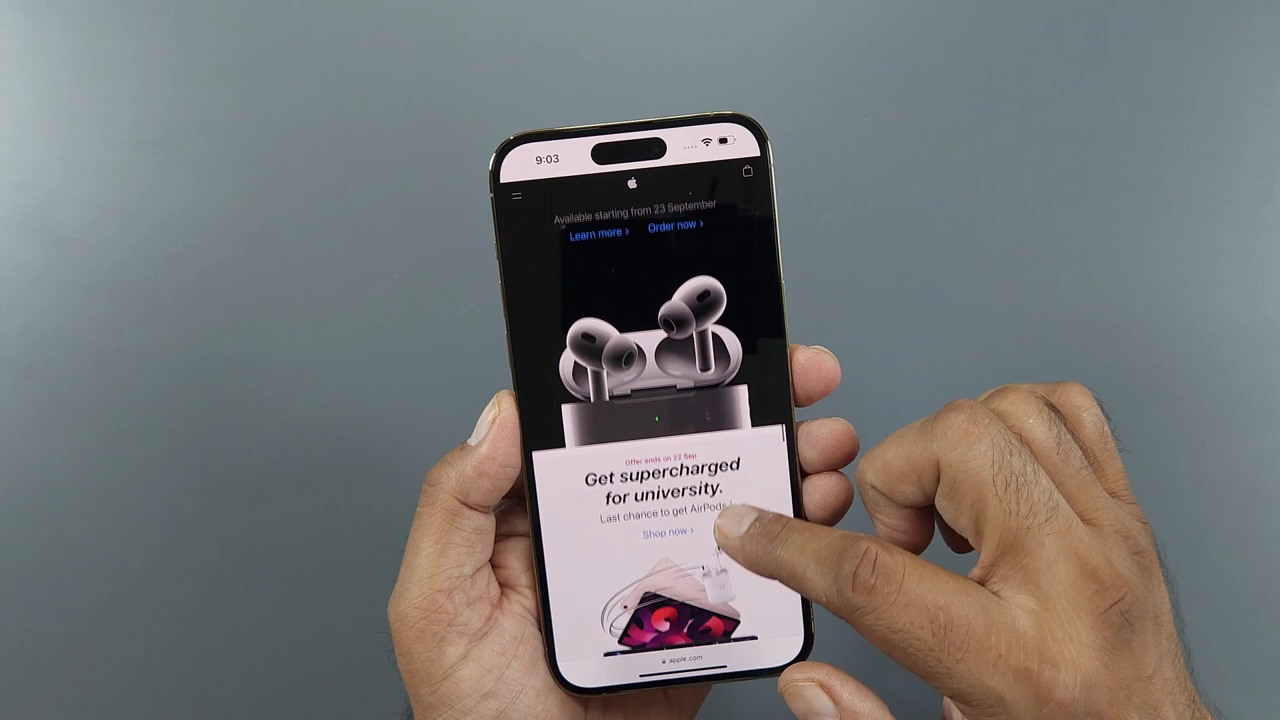 9:03
Available starting from 23 September
Learn more › Order now ›
Offer ends on 22 Sep
Get supercharged
for university.
Last chance to get AirPods
Shop now ›
apple.com